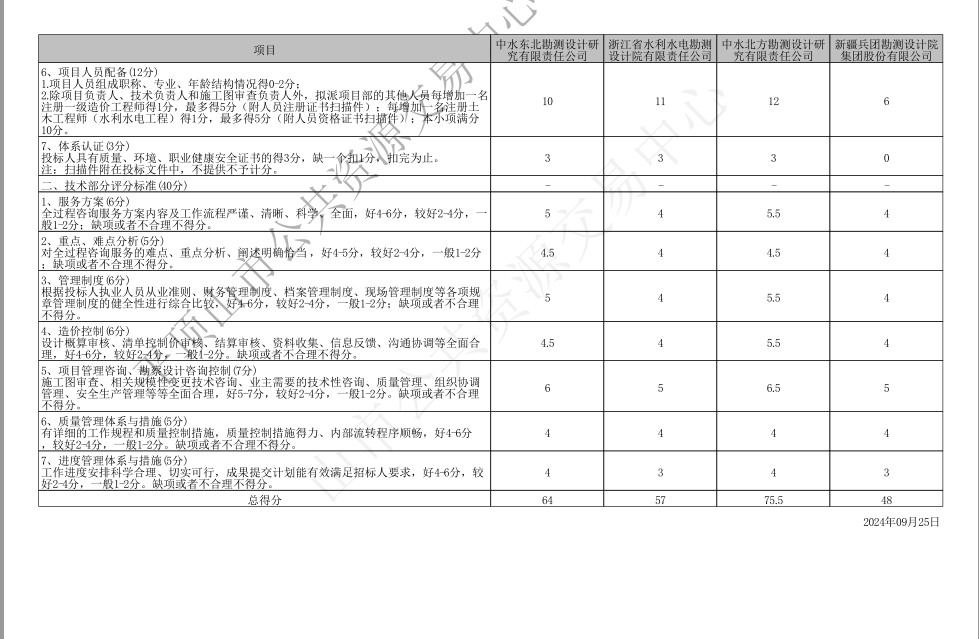 项目
中水东北勘测设计研
究有限责任公司
浙江省水利水电勘测
设计院有限责任公司
中水北方勘测设计研
究有限责任公司
新疆兵团勘测设计院
集团股份有限公司
6、项目人员配备(12分)
1.项目人员组成职称、专业、年龄结构情况得0-2分;
2.除项目负责人、技术负责人和施工图审查负责人外，拟派项目部的其他人员每增加一名
注册一级造价工程师得1分，最多得5分（附人员注册证书扫描件）；每增加一名注册土
木工程师（水利水电工程）得1分，最多得5分（附人员资格证书扫描件）；本小项满分
10分。
10
11
12
6
7、体系认证(3分)
投标人具有质量、环境、职业健康安全证书的得3分，缺一个扣1分，扣完为止。
注：扫描件附在投标文件中，不提供不予计分。
3
3
3
0
二、技术部分评分标准(40分)
-
-
-
-
1、服务方案(6分)
全过程咨询服务方案内容及工作流程严谨、清晰、科学、全面，好4-6分，较好2-4分，一
般1-2分；缺项或者不合理不得分。
5
4
5.5
4
2、重点、难点分析(5分)
对全过程咨询服务的难点、重点分析、阐述明确恰当，好4-5分，较好2-4分，一般1-2分
；缺项或者不合理不得分。
4.5
4
4.5
4
3、管理制度(6分)
根据投标人执业人员从业准则、财务管理制度、档案管理制度、现场管理制度等各项规
章管理制度的健全性进行综合比较，好4-6分，较好2-4分，一般1-2分；缺项或者不合理
不得分。
5
4
5.5
4
4、造价控制(6分)
设计概算审核、清单控制价审核、结算审核、资料收集、信息反馈、沟通协调等全面合
理，好4-6分，较好2-4分，一般1-2分。缺项或者不合理不得分。
4.5
4
5.5
4
5、项目管理咨询、勘察设计咨询控制(7分)
施工图审查、相关规模性变更技术咨询、业主需要的技术性咨询、质量管理、组织协调
管理、安全生产管理等等全面合理，好5-7分，较好2-4分，一般1-2分。缺项或者不合理
不得分。
6
5
6.5
5
6、质量管理体系与措施(5分)
有详细的工作规程和质量控制措施，质量控制措施得力、内部流转程序顺畅，好4-6分
，较好2-4分，一般1-2分。缺项或者不合理不得分。
4
4
4
4
7、进度管理体系与措施(5分)
工作进度安排科学合理、切实可行，成果提交计划能有效满足招标人要求，好4-6分，较
好2-4分，一般1-2分。缺项或者不合理不得分。
4
3
4
3
总得分
64
57
75.5
48
2024年09月25日
平顶山市公共资源交易中心
山市公共资源交易中心